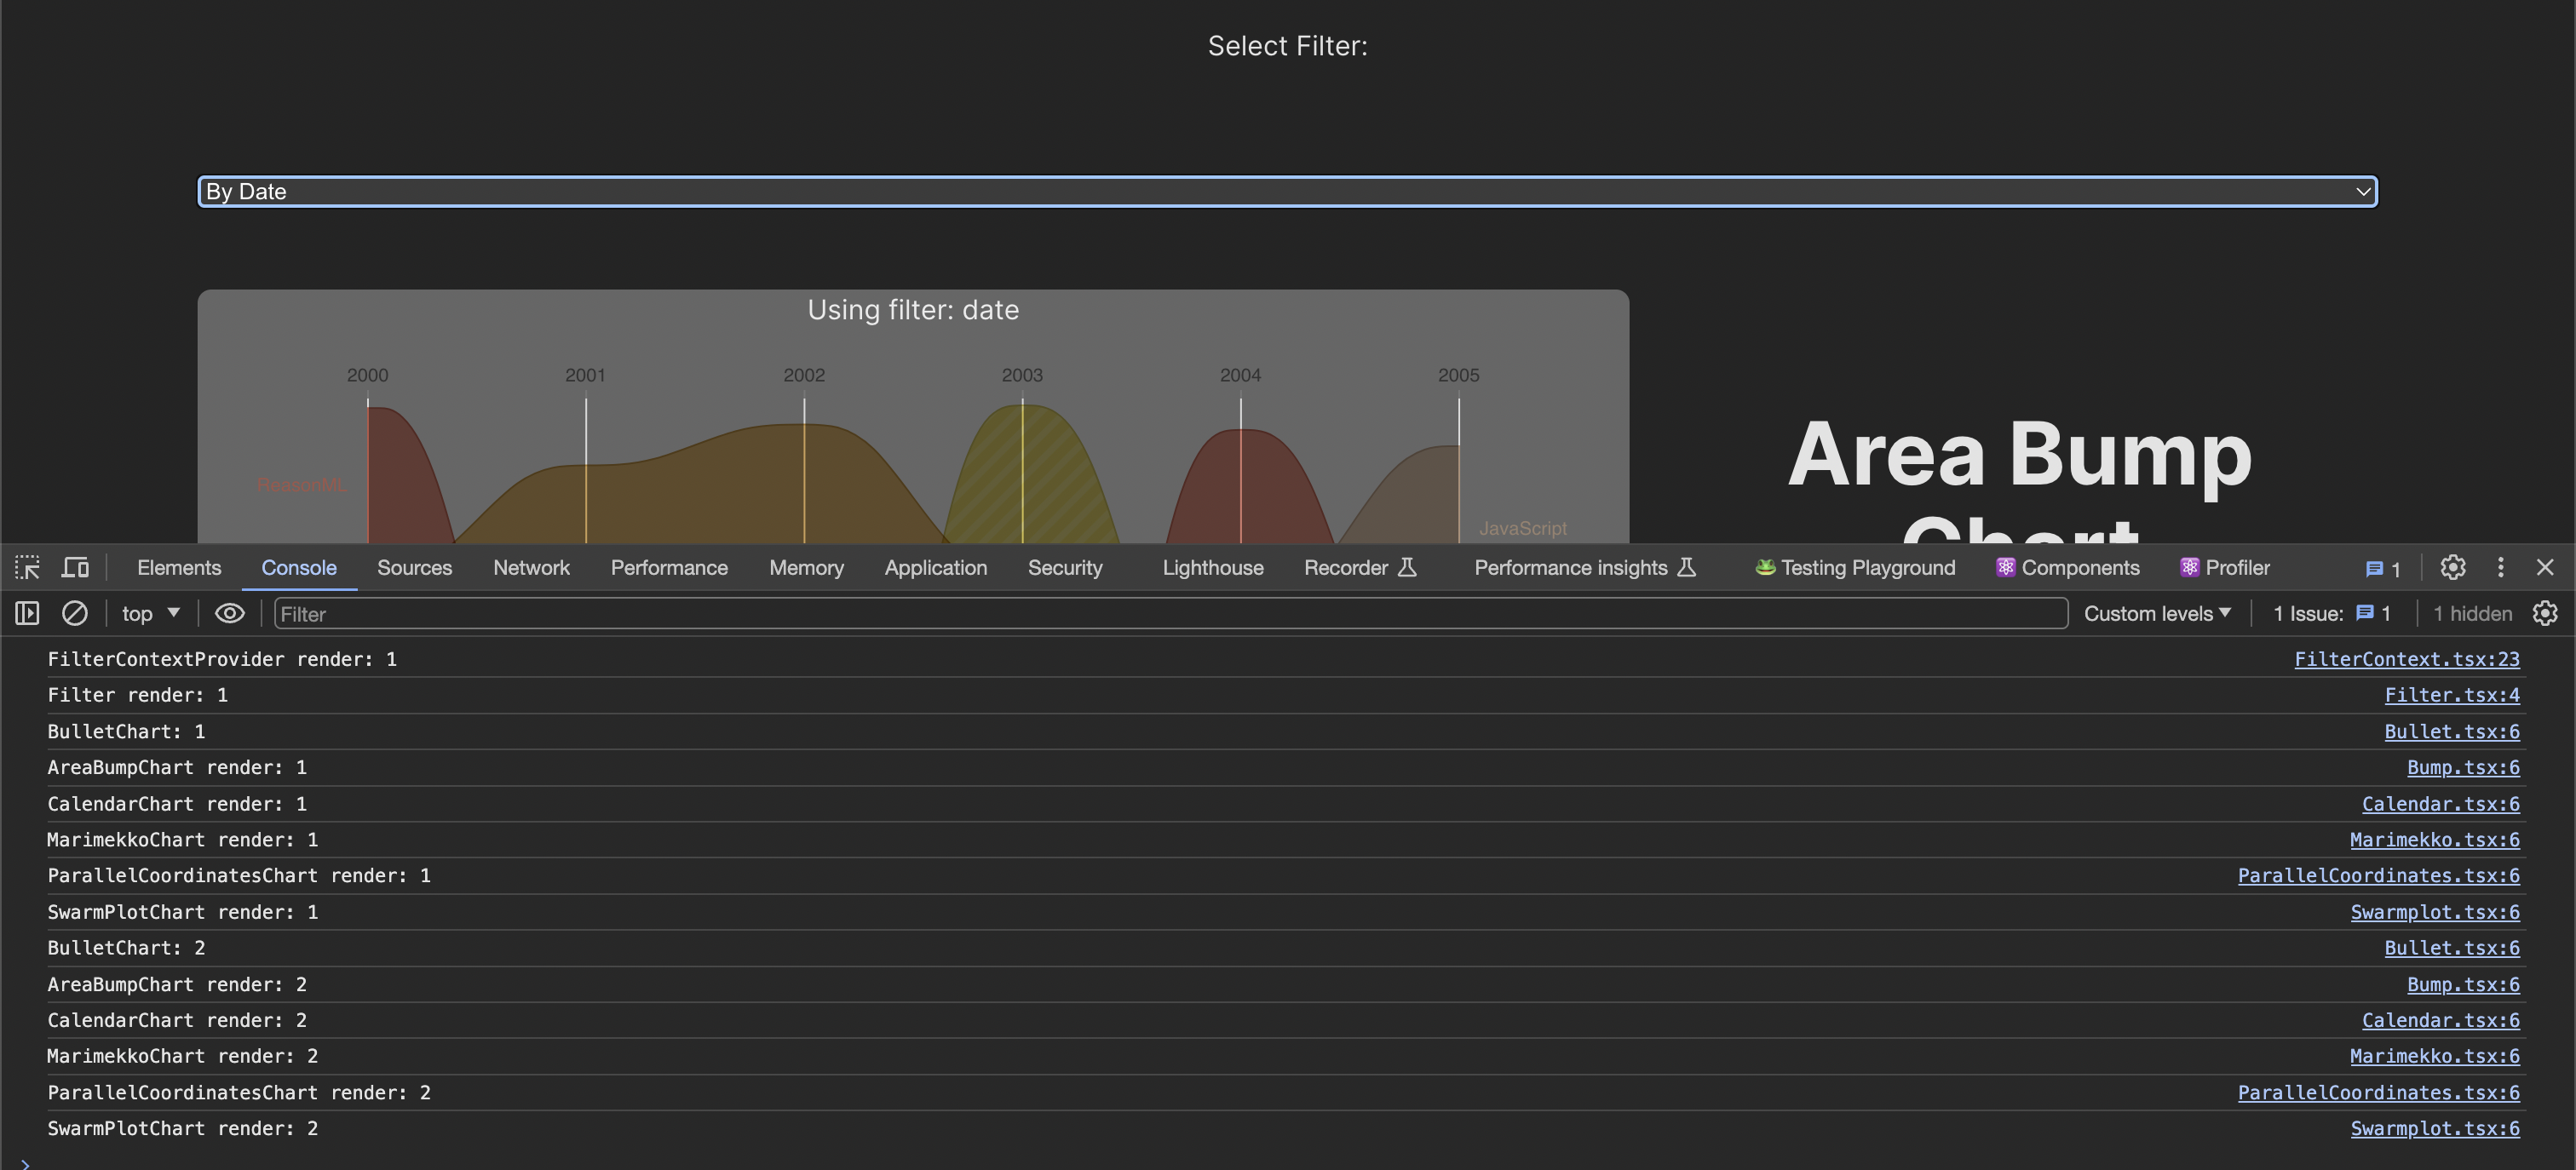 Select Filter:
By Date
Using filter: date
2000 2001 2002 2003 2004 2005
ReasonML
JavaScript
Area Bump
Chart
Elements Console Sources Network Performance Memory Application Security Lighthouse Recorder Performance insights 🐸 Testing Playground ⚛️ Components ⚛️ Profiler 1
top Filter Custom levels 1 Issue: 1 1 hidden
FilterContextProvider render: 1 FilterContext.tsx:23
Filter render: 1 Filter.tsx:4
BulletChart: 1 Bullet.tsx:6
AreaBumpChart render: 1 Bump.tsx:6
CalendarChart render: 1 Calendar.tsx:6
MarimekkoChart render: 1 Marimekko.tsx:6
ParallelCoordinatesChart render: 1 ParallelCoordinates.tsx:6
SwarmPlotChart render: 1 Swarmplot.tsx:6
BulletChart: 2 Bullet.tsx:6
AreaBumpChart render: 2 Bump.tsx:6
CalendarChart render: 2 Calendar.tsx:6
MarimekkoChart render: 2 Marimekko.tsx:6
ParallelCoordinatesChart render: 2 ParallelCoordinates.tsx:6
SwarmPlotChart render: 2 Swarmplot.tsx:6